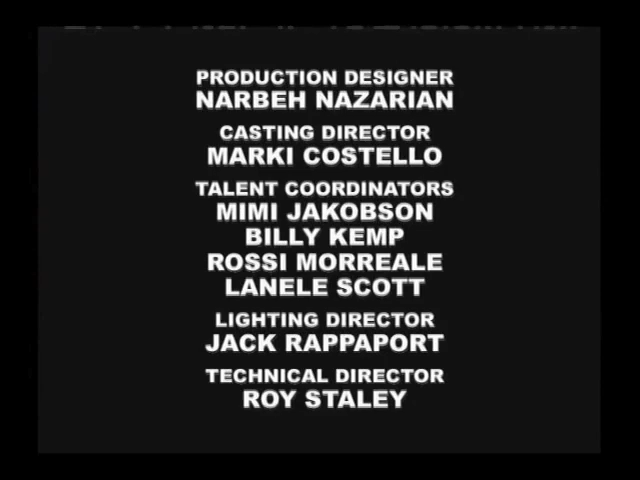 PRODUCTION DESIGNER
NARBEH NAZARIAN
CASTING DIRECTOR
MARKI COSTELLO
TALENT COORDINATORS
MIMI JAKOBSON
BILLY KEMP
ROSSI MORREALE
LANELE SCOTT
LIGHTING DIRECTOR
JACK RAPPAPORT
TECHNICAL DIRECTOR
ROY STALEY